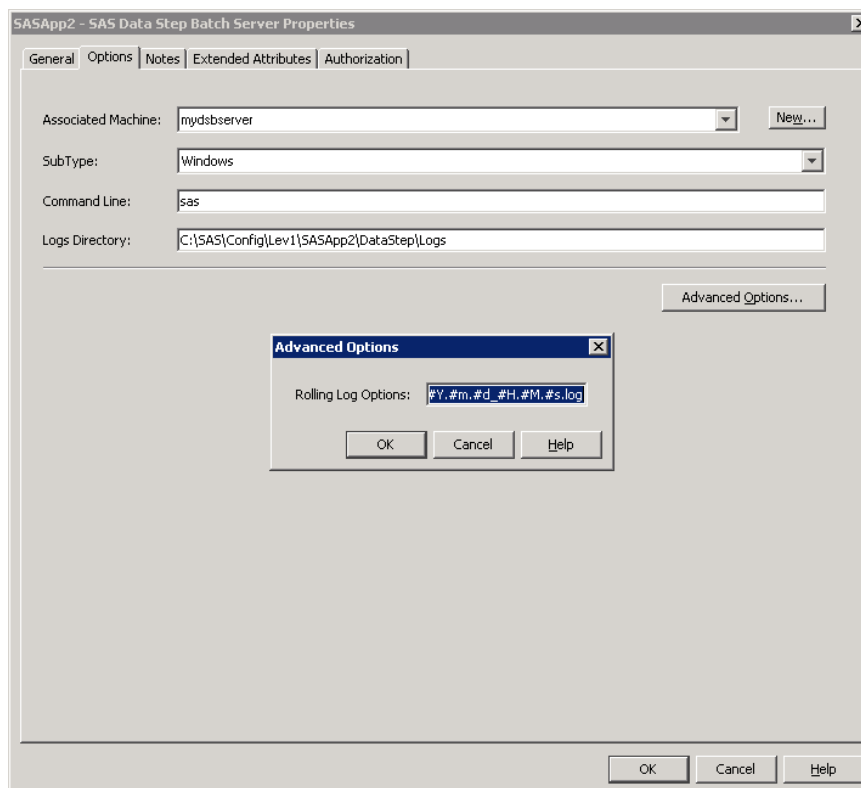 SASApp2 - SAS Data Step Batch Server Properties
General Options Notes Extended Attributes Authorization
Associated Machine: mydsbserver New...
SubType: Windows
Command Line: sas
Logs Directory: C:\SAS\Config\Lev1\SASApp2\DataStep\Logs
Advanced Options...
Advanced Options
Rolling Log Options: #Y.#m.#d_#H.#M.#s.log
OK Cancel Help
OK Cancel Help